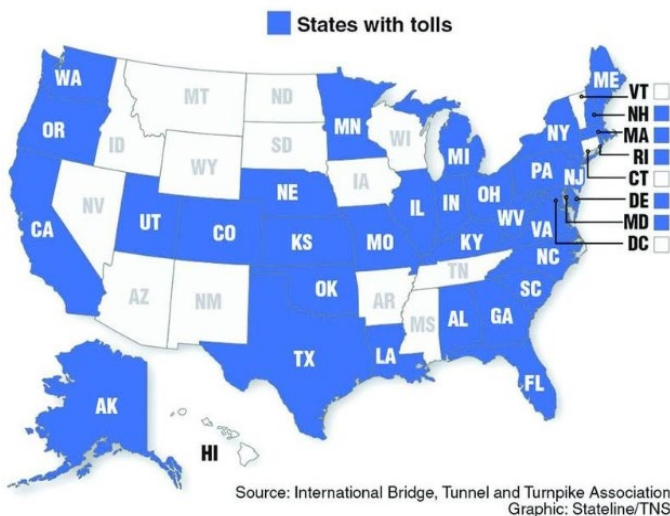 States with tolls
WA
MT
ND
MN
ME
VT
NH
MA
RI
CT
DE
MD
DC
OR
ID
SD
WI
MI
NY
WY
IA
PA
NJ
NV
NE
IL
IN
OH
CA
UT
CO
WV
VA
KS
MO
KY
NC
AZ
NM
OK
AR
TN
SC
MS
AL
GA
TX
LA
FL
AK
HI
Source: International Bridge, Tunnel and Turnpike Association
Graphic: Stateline/TNS